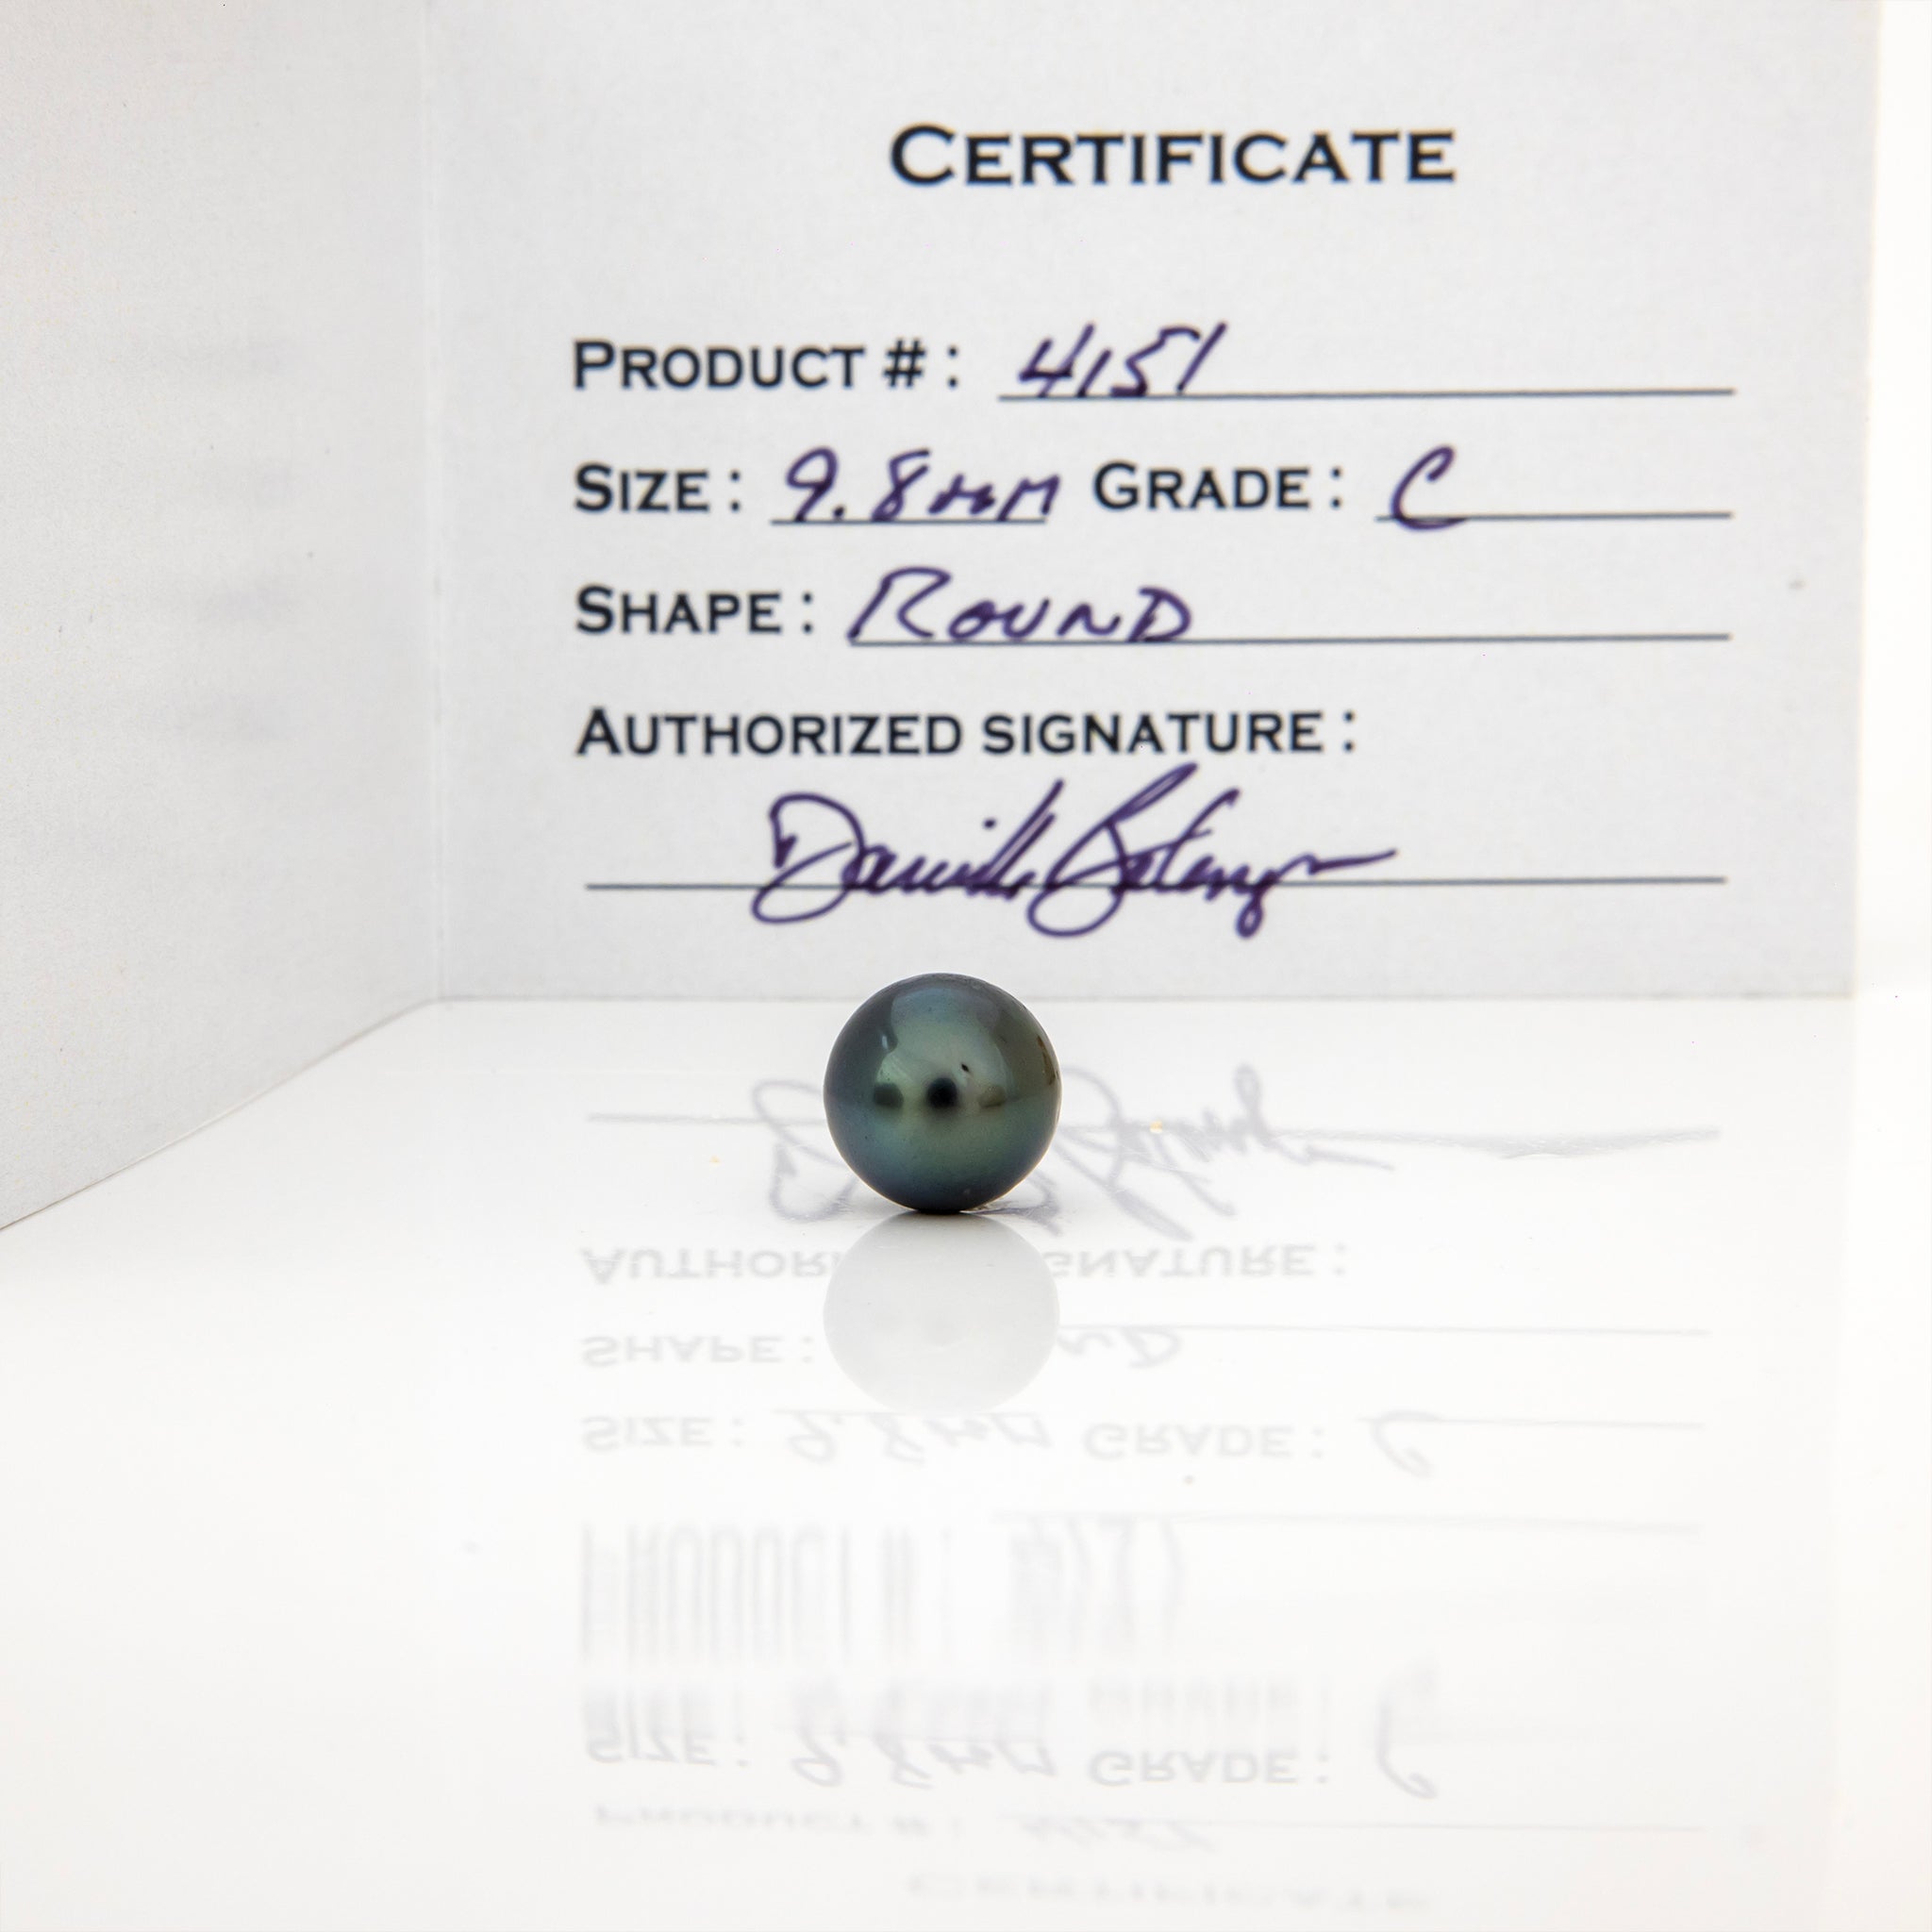 CERTIFICATE
PRODUCT #: 4151
SIZE: 9.8mm GRADE: C
SHAPE: ROUND
AUTHORIZED SIGNATURE: